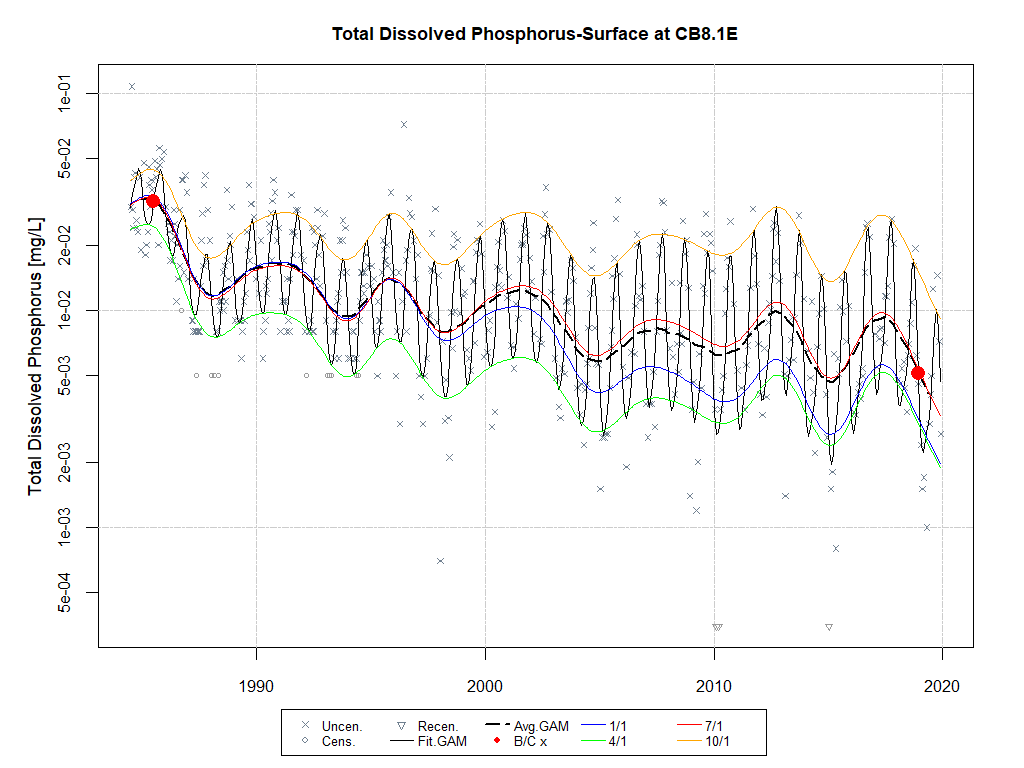 Total Dissolved Phosphorus-Surface at CB8.1E
Total Dissolved Phosphorus [mg/L]
1e-01
5e-02
2e-02
1e-02
5e-03
2e-03
1e-03
5e-04
1990 2000 2010 2020
Uncen. Recen. Avg.GAM 1/1 7/1
Cens. Fit.GAM B/C x 4/1 10/1